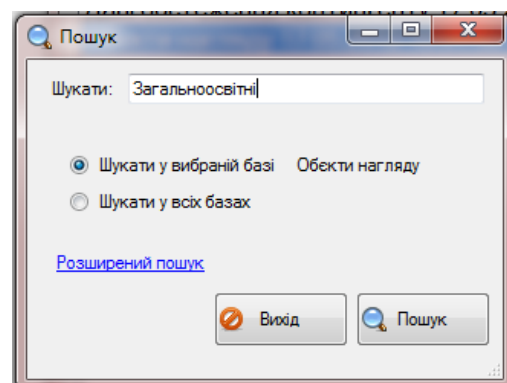 Пошук
Шукати: Загальноосвітні
Шукати у вибраній базі Обєкти нагляду
Шукати у всіх базах
Розширений пошук
Вихід Пошук